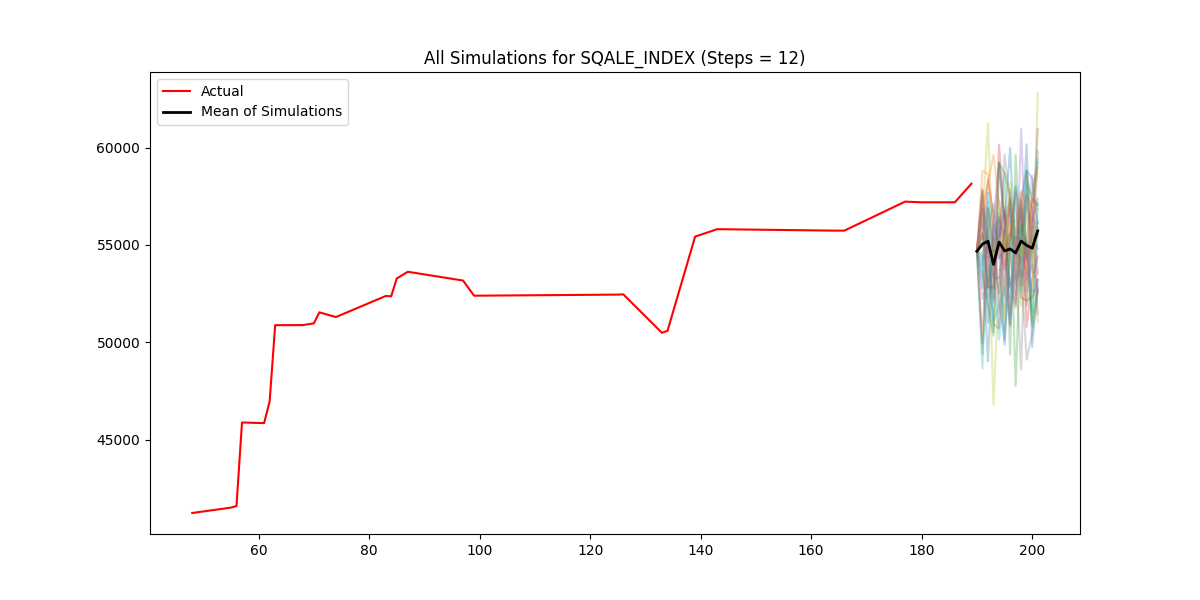 All Simulations for SQALE_INDEX (Steps = 12)
Actual
Mean of Simulations
60000
55000
50000
45000
60 80 100 120 140 160 180 200